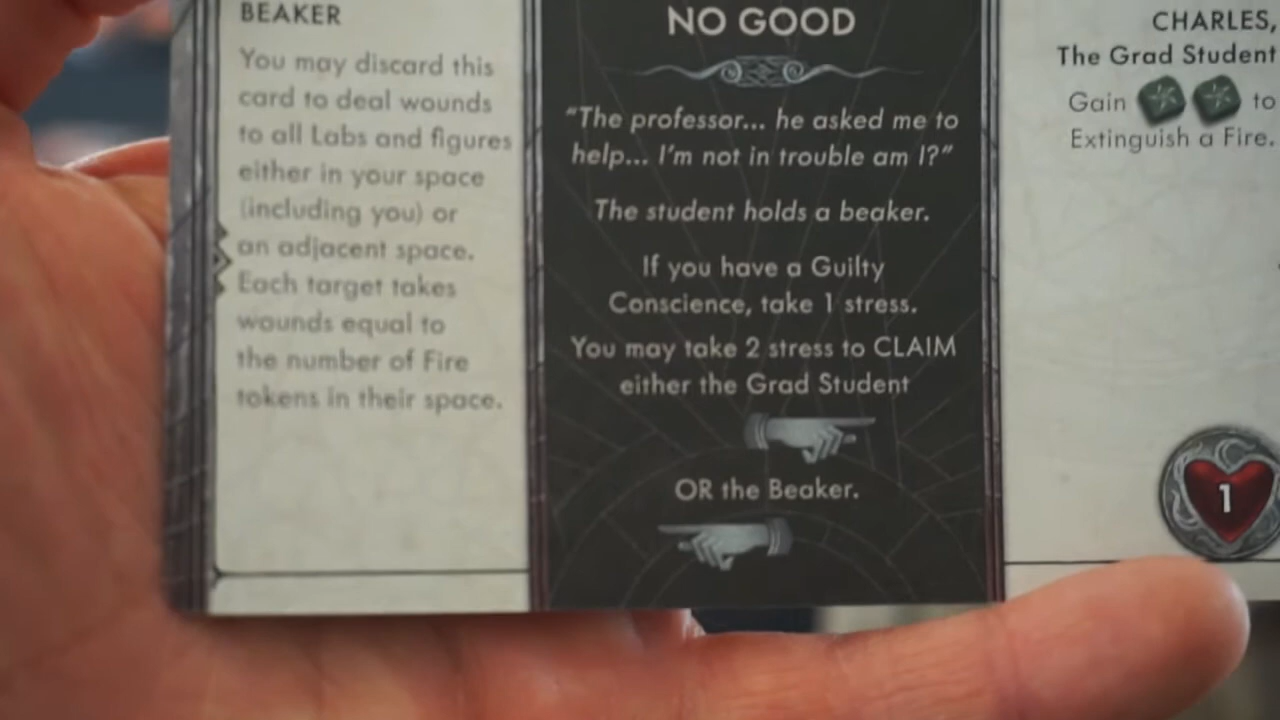 BEAKER
You may discard this
card to deal wounds
to all Labs and figures
either in your space
(including you) or
an adjacent space.
Each target takes
wounds equal to
the number of Fire
tokens in their space.
NO GOOD
“The professor... he asked me to
help... I’m not in trouble am I?”
The student holds a beaker.
If you have a Guilty
Conscience, take 1 stress.
You may take 2 stress to CLAIM
either the Grad Student
OR the Beaker.
CHARLES,
The Grad Student
Gain to
Extinguish a Fire.
1